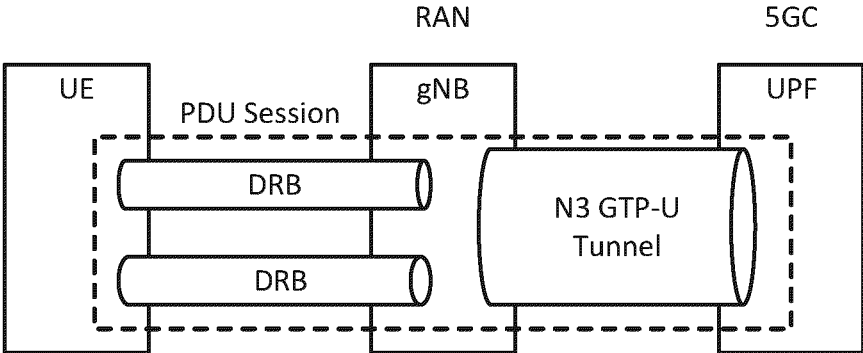 RAN
5GC
UE
gNB
UPF
PDU Session
DRB
N3 GTP-U
Tunnel
DRB